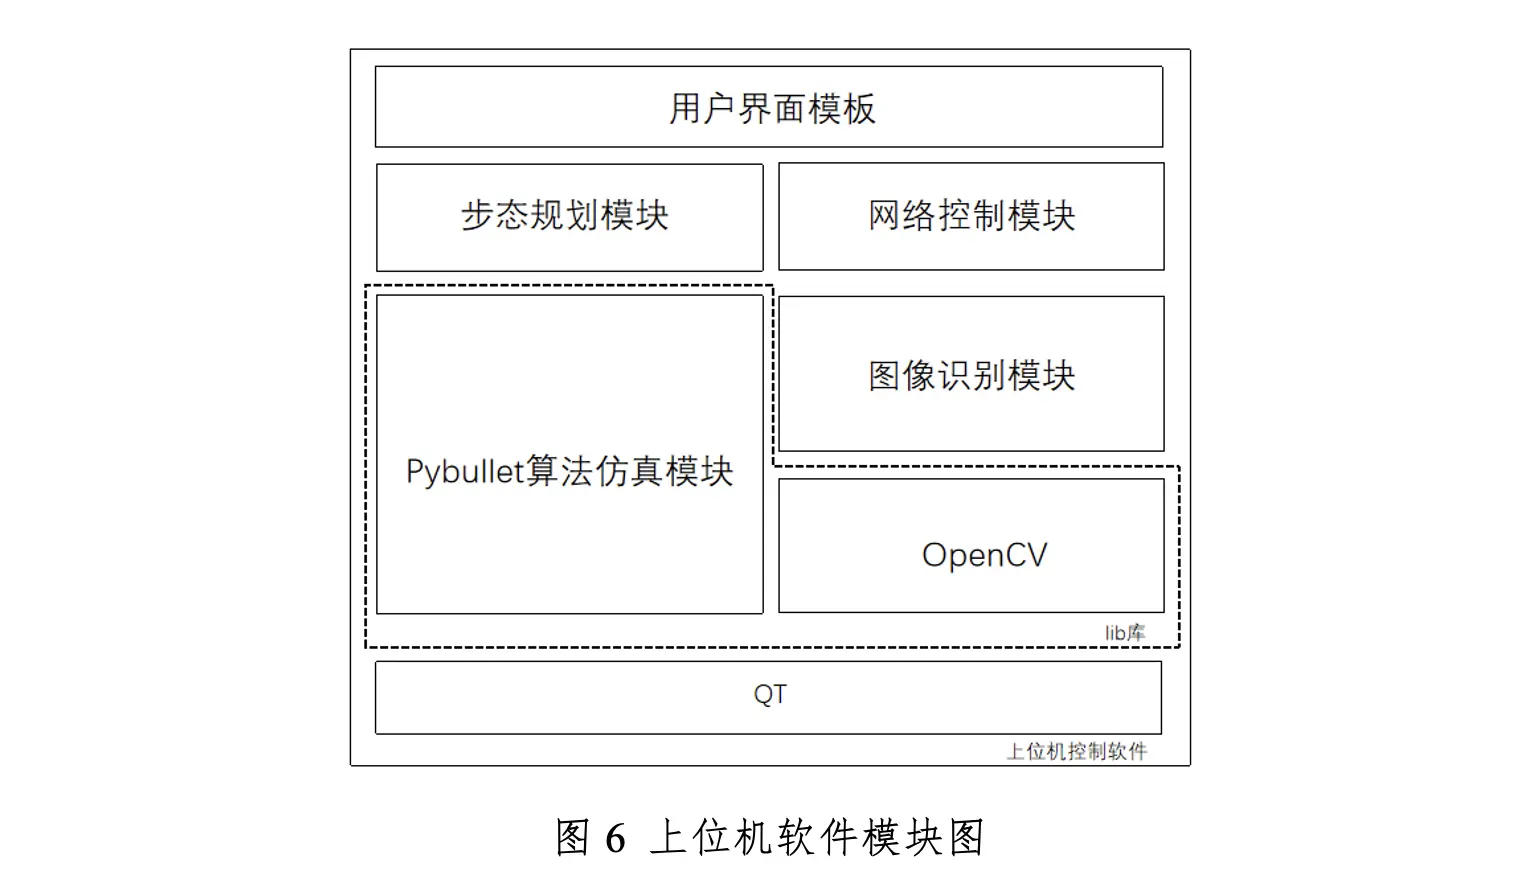 用户界面模板
步态规划模块
网络控制模块
图像识别模块
Pybullet算法仿真模块
OpenCV
lib库
QT
上位机控制软件
图 6 上位机软件模块图